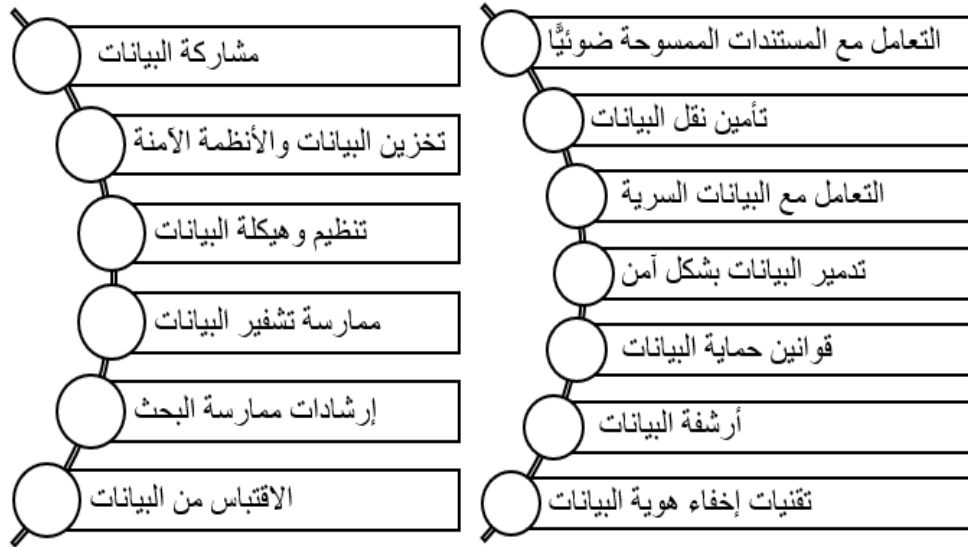 التعامل مع المستندات الممسوحة ضوئيًّا
تأمين نقل البيانات
التعامل مع البيانات السرية
تدمير البيانات بشكل آمن
قوانين حماية البيانات
أرشفة البيانات
تقنيات إخفاء هوية البيانات
مشاركة البيانات
تخزين البيانات والأنظمة الآمنة
تنظيم وهيكلة البيانات
ممارسة تشفير البيانات
إرشادات ممارسة البحث
الاقتباس من البيانات